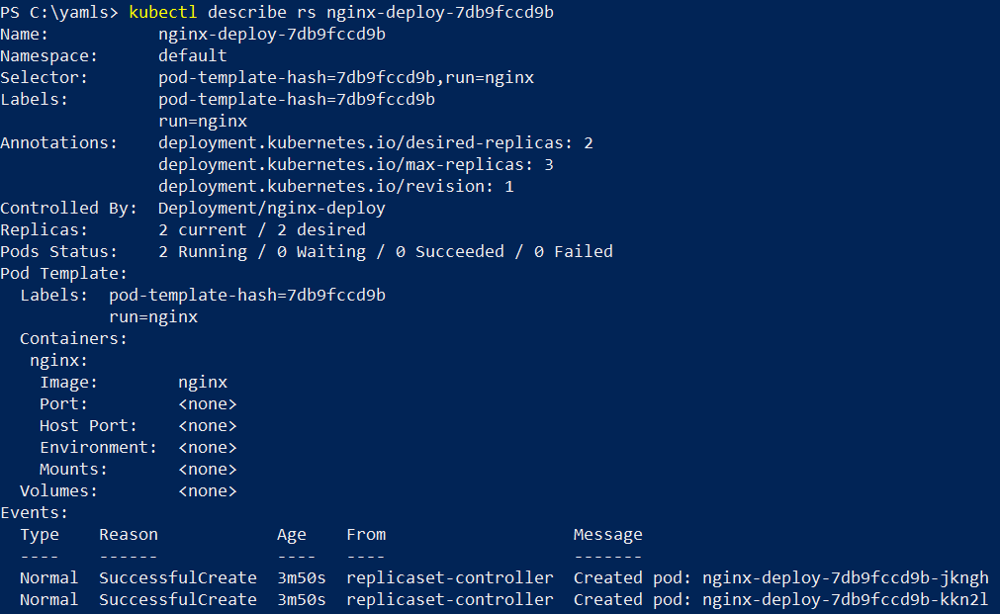 PS C:\yamls> kubectl describe rs nginx-deploy-7db9fccd9b
Name:           nginx-deploy-7db9fccd9b
Namespace:      default
Selector:       pod-template-hash=7db9fccd9b,run=nginx
Labels:         pod-template-hash=7db9fccd9b
                run=nginx
Annotations:    deployment.kubernetes.io/desired-replicas: 2
                deployment.kubernetes.io/max-replicas: 3
                deployment.kubernetes.io/revision: 1
Controlled By:  Deployment/nginx-deploy
Replicas:       2 current / 2 desired
Pods Status:    2 Running / 0 Waiting / 0 Succeeded / 0 Failed
Pod Template:
  Labels:  pod-template-hash=7db9fccd9b
           run=nginx
  Containers:
   nginx:
    Image:        nginx
    Port:         <none>
    Host Port:    <none>
    Environment:  <none>
    Mounts:       <none>
  Volumes:        <none>
Events:
  Type    Reason            Age   From                   Message
  ----    ------            ----  ----                   -------
  Normal  SuccessfulCreate  3m50s  replicaset-controller  Created pod: nginx-deploy-7db9fccd9b-jkngh
  Normal  SuccessfulCreate  3m50s  replicaset-controller  Created pod: nginx-deploy-7db9fccd9b-kkn2l